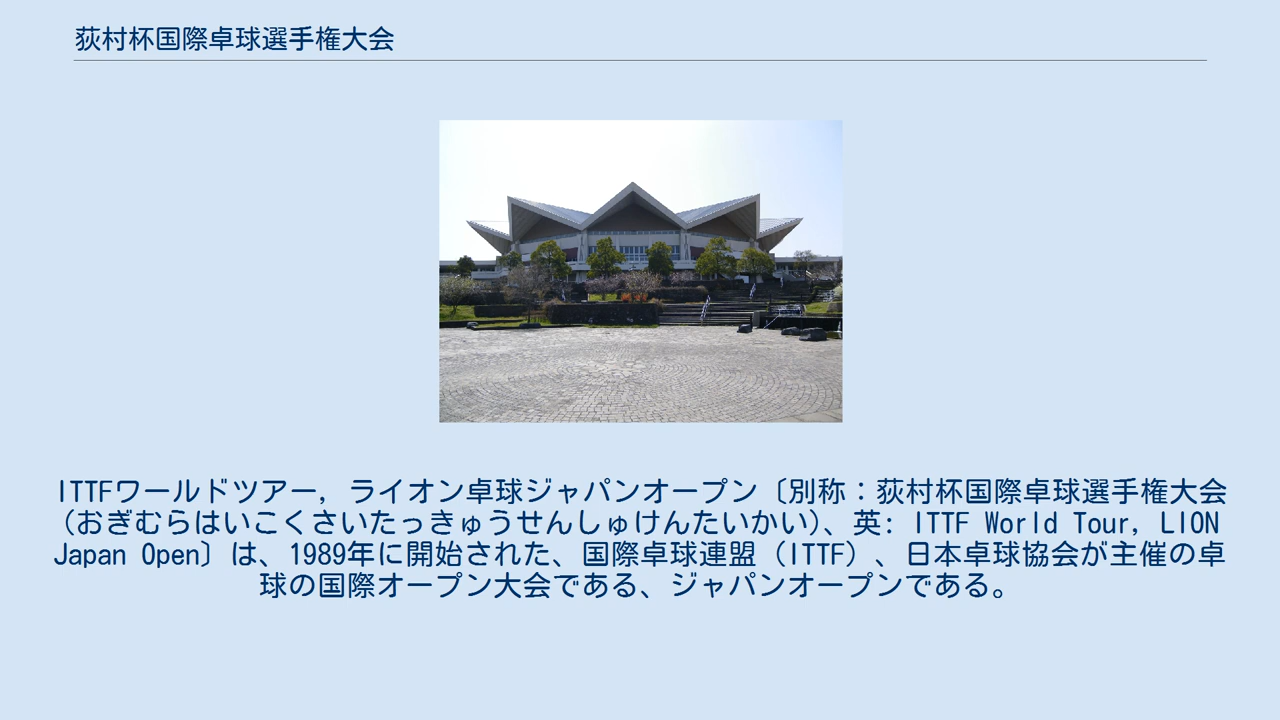 荻村杯国際卓球選手権大会
ITTFワールドツアー, ライオン卓球ジャパンオープン〔別称：荻村杯国際卓球選手権大会
(おぎむらはいこくさいたっきゅうせんしゅけんたいかい)、英: ITTF World Tour, LION
Japan Open〕は、1989年に開始された、国際卓球連盟（ITTF）、日本卓球協会が主催の卓
球の国際オープン大会である、ジャパンオープンである。